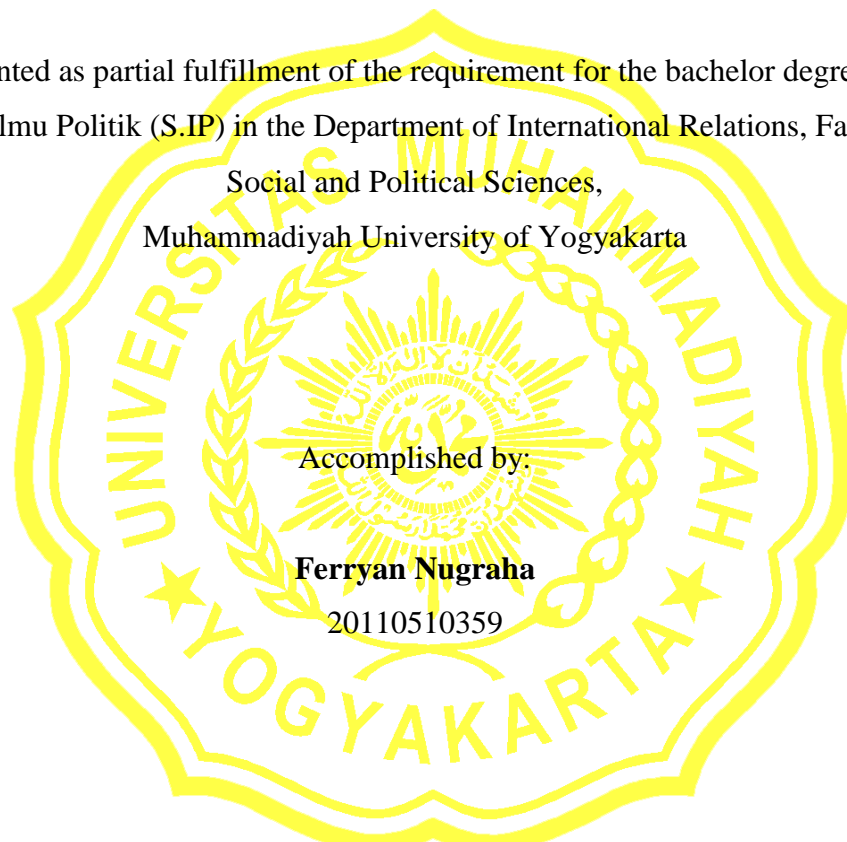 nted as partial fulfillment of the requirement for the bachelor degre
lmu Politik (S.IP) in the Department of International Relations, Fa
Social and Political Sciences,
Muhammadiyah University of Yogyakarta
Accomplished by:
Ferryan Nugraha
20110510359
UNIVERSITAS MUHAMMADIYAH
YOGYAKARTA